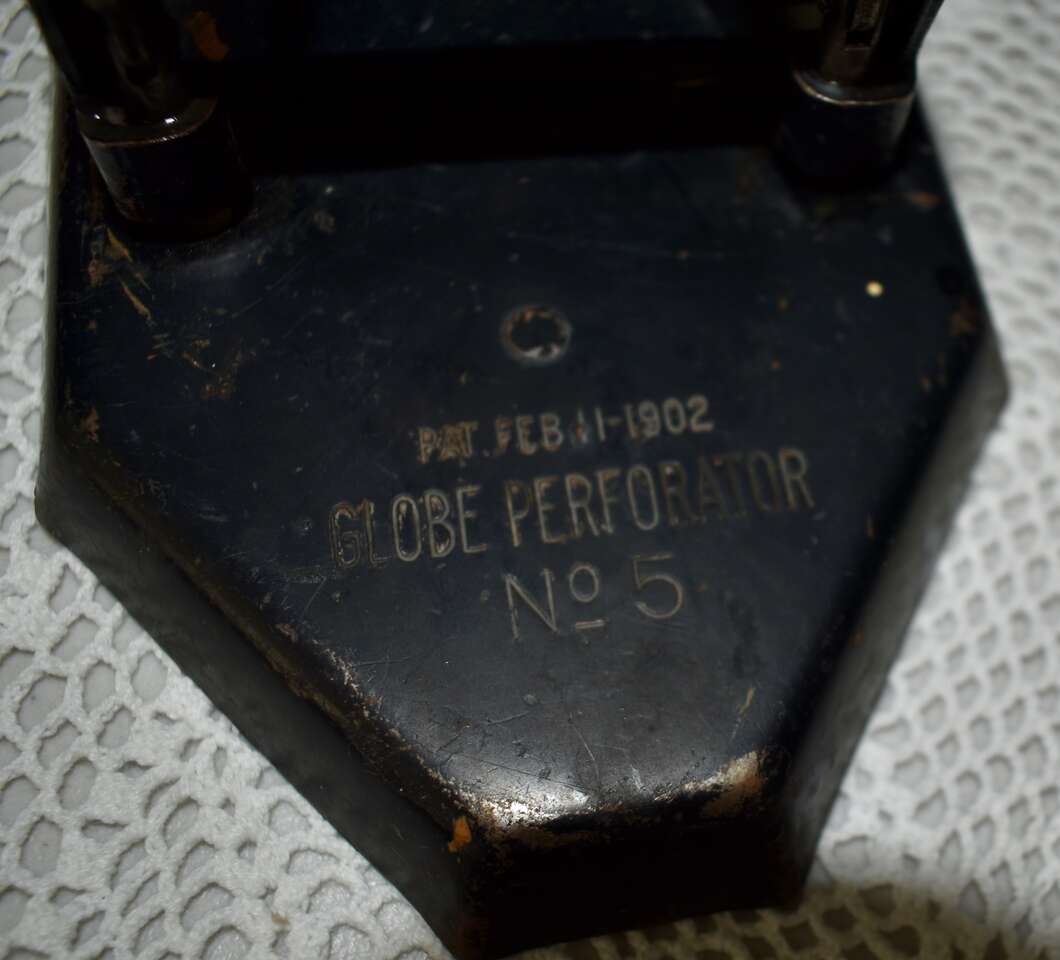 PAT. FEB 11-1902
GLOBE PERFORATOR
No 5